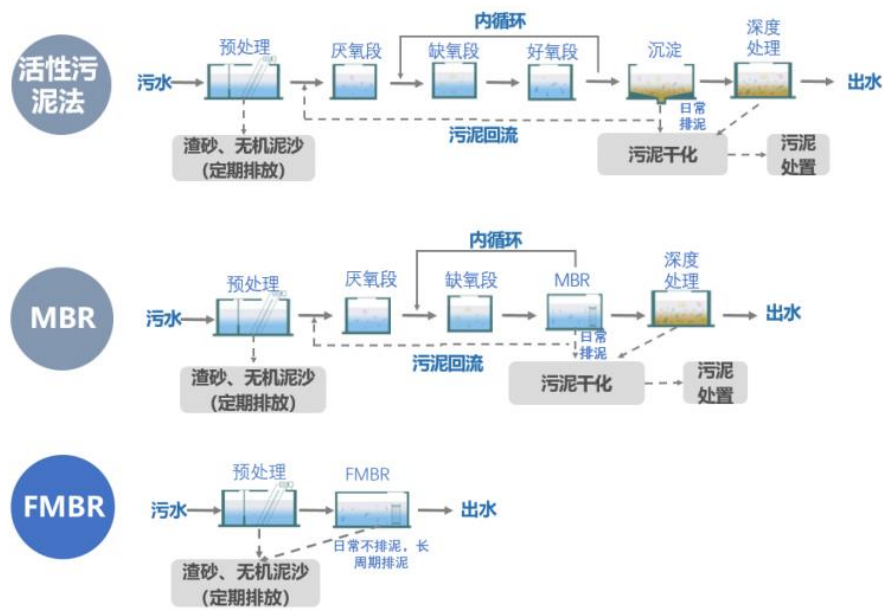 活性污
泥法
污水
预处理
厌氧段
缺氧段
好氧段
内循环
沉淀
深度
处理
出水
污泥回流
日常
排泥
渣砂、无机泥沙
(定期排放)
污泥干化
污泥
处置
MBR
污水
预处理
厌氧段
缺氧段
内循环
MBR
深度
处理
出水
污泥回流
日常
排泥
渣砂、无机泥沙
(定期排放)
污泥干化
污泥
处置
FMBR
污水
预处理
FMBR
出水
日常不排泥，长
周期排泥
渣砂、无机泥沙
(定期排放)